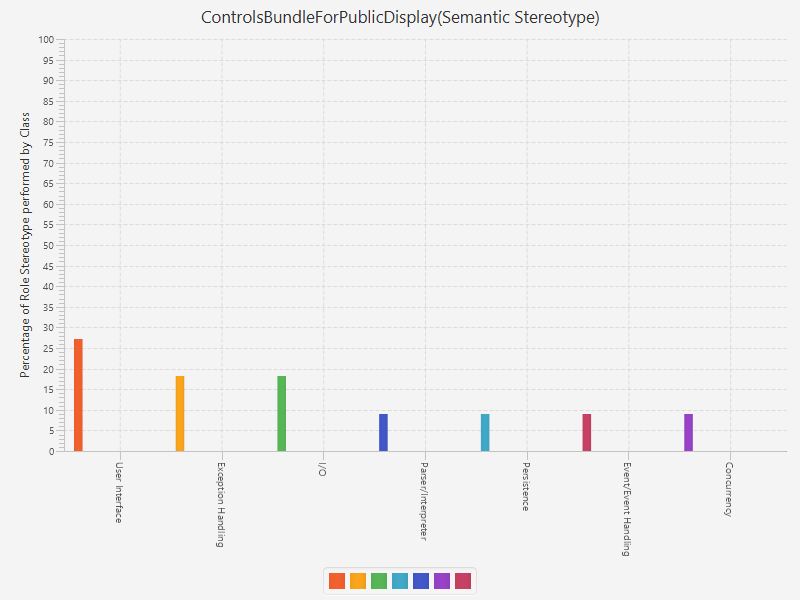 ControlsBundleForPublicDisplay(Semantic Stereotype)
Percentage of Role Stereotype performed by Class
100
95
90
85
80
75
70
65
60
55
50
45
40
35
30
25
20
15
10
5
0
User Interface
Exception Handling
I/O
Parser/Interpreter
Persistence
Event/Event Handling
Concurrency